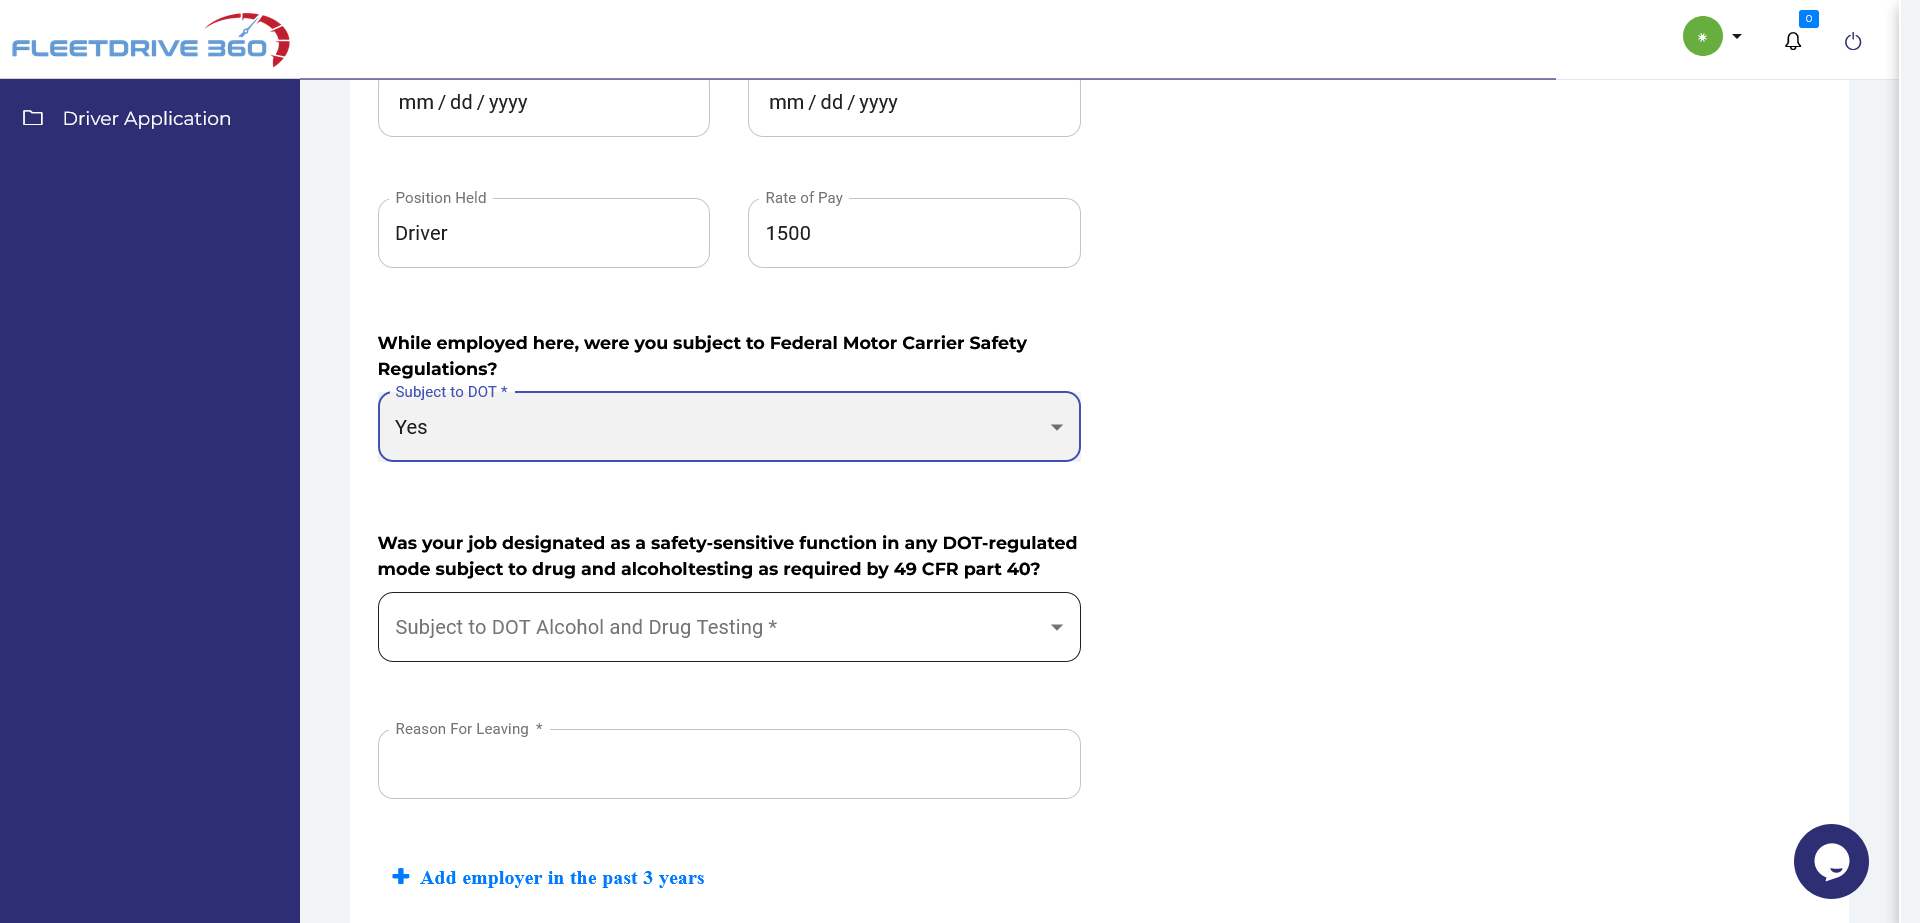 FLEETDRIVE 360
0
Driver Application
mm / dd / yyyy
mm / dd / yyyy
Position Held
Driver
Rate of Pay
1500
While employed here, were you subject to Federal Motor Carrier Safety
Regulations?
Subject to DOT *
Yes
Was your job designated as a safety-sensitive function in any DOT-regulated
mode subject to drug and alcoholtesting as required by 49 CFR part 40?
Subject to DOT Alcohol and Drug Testing *
Reason For Leaving *
Add employer in the past 3 years